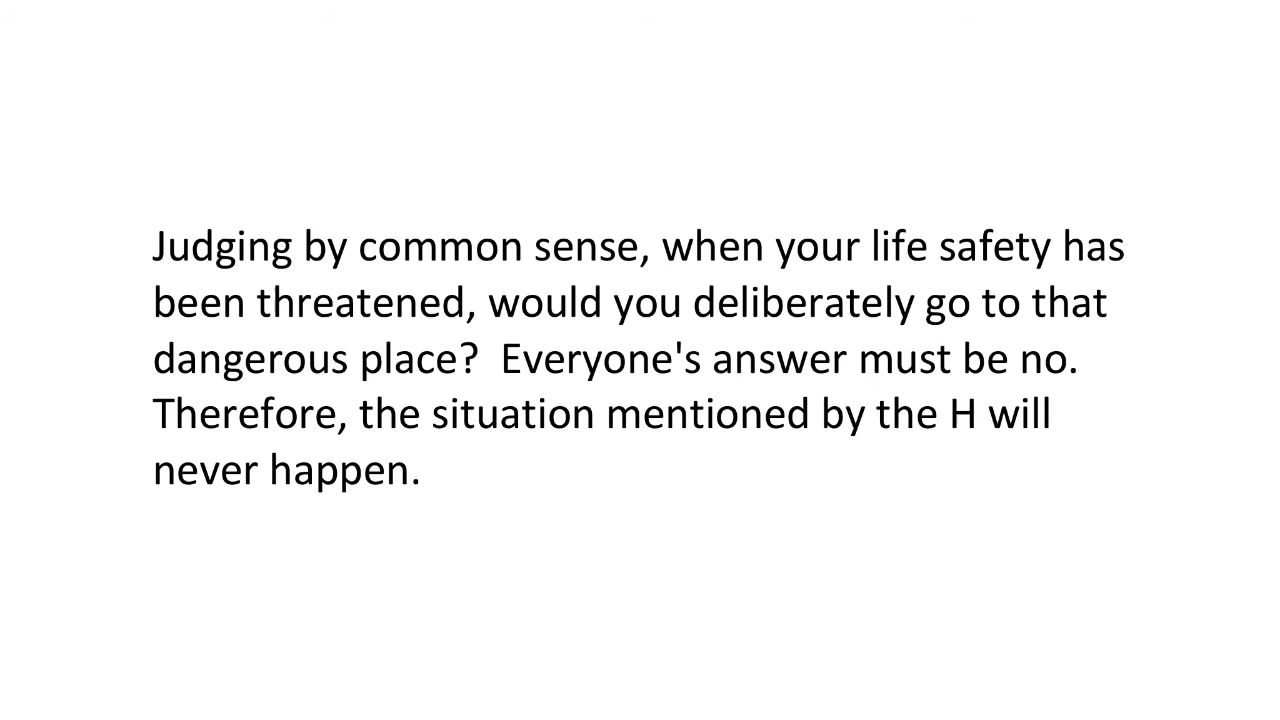 Judging by common sense, when your life safety has
been threatened, would you deliberately go to that
dangerous place?  Everyone's answer must be no.
Therefore, the situation mentioned by the H will
never happen.